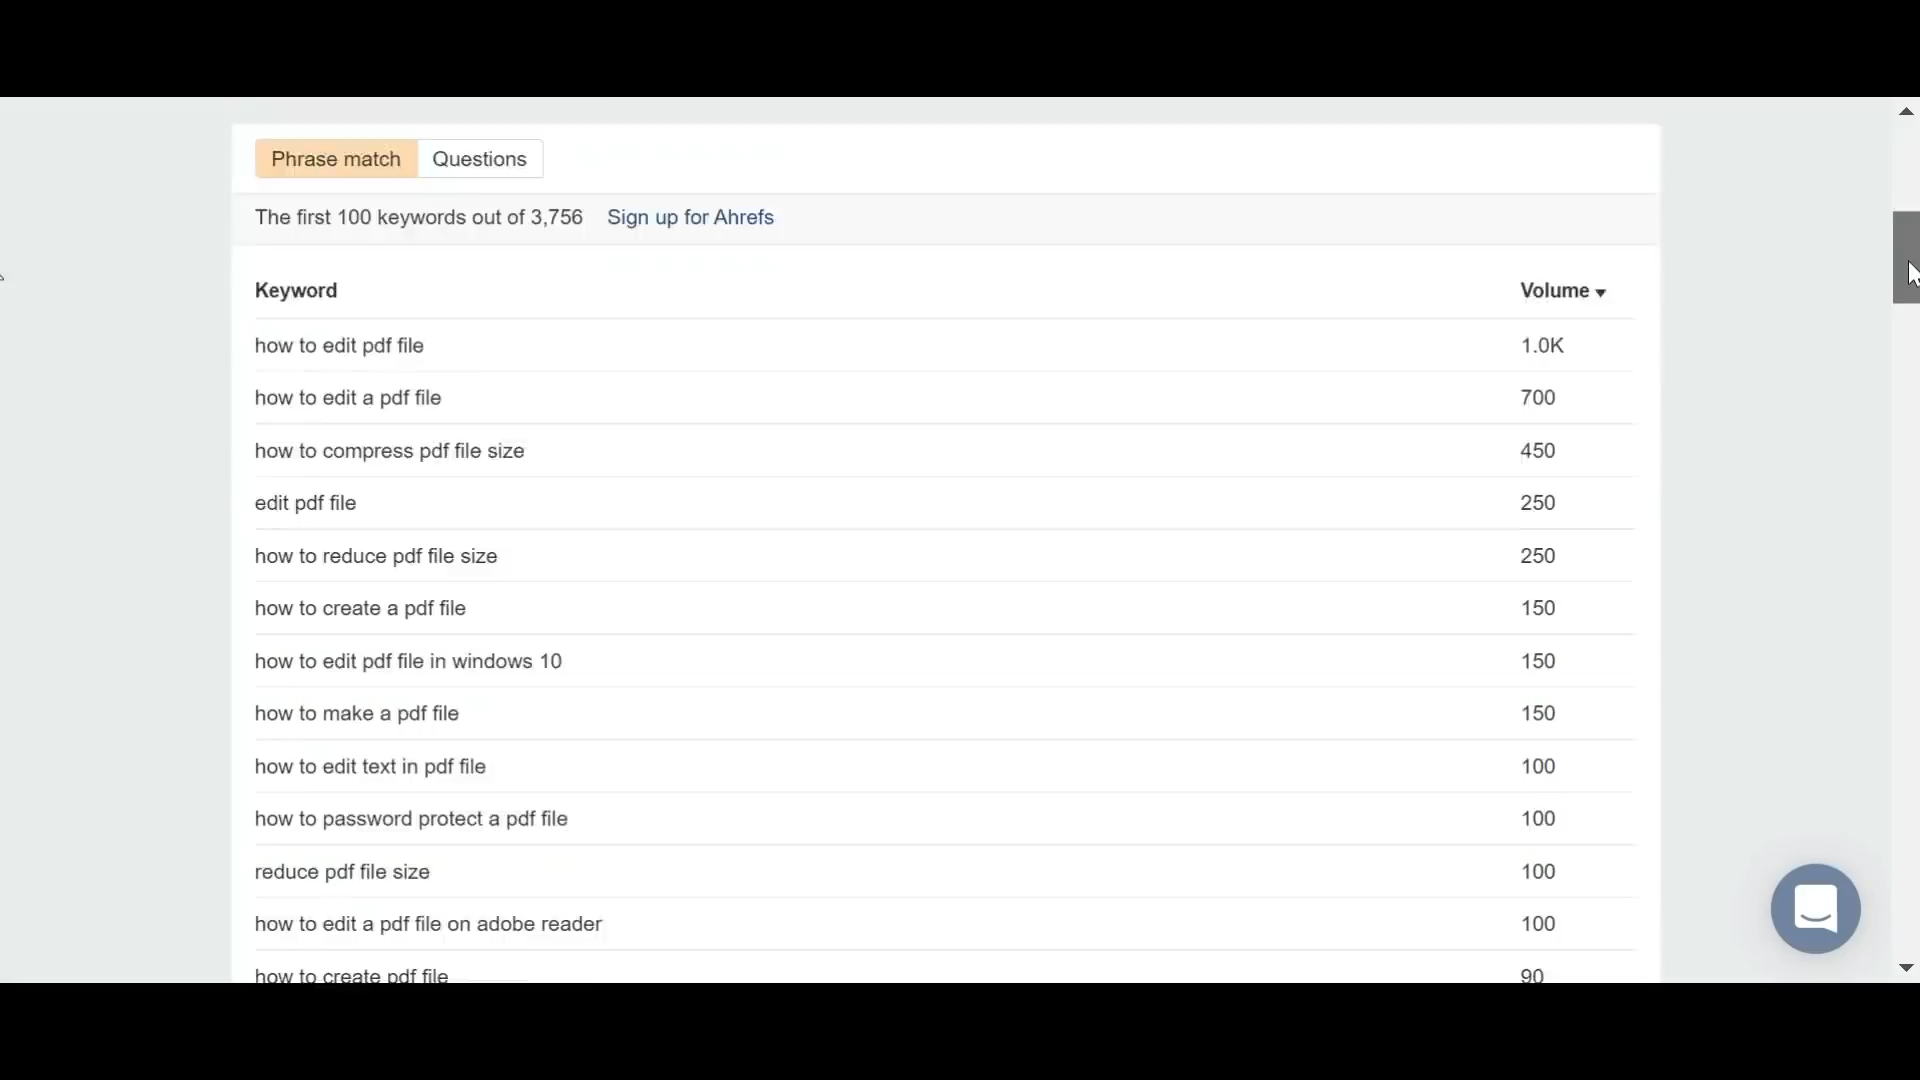 Phrase match Questions
The first 100 keywords out of 3,756 Sign up for Ahrefs
Keyword Volume
how to edit pdf file 1.0K
how to edit a pdf file 700
how to compress pdf file size 450
edit pdf file 250
how to reduce pdf file size 250
how to create a pdf file 150
how to edit pdf file in windows 10 150
how to make a pdf file 150
how to edit text in pdf file 100
how to password protect a pdf file 100
reduce pdf file size 100
how to edit a pdf file on adobe reader 100
how to create pdf file 90